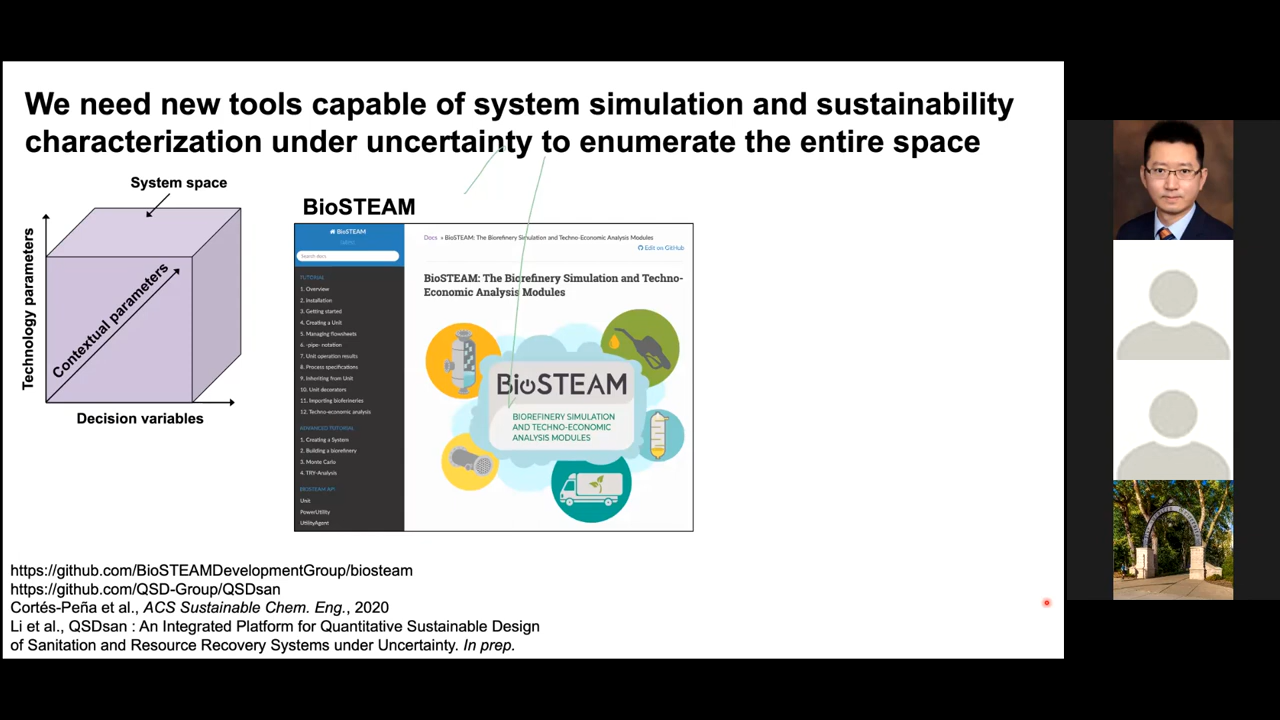 We need new tools capable of system simulation and sustainability
characterization under uncertainty to enumerate the entire space
System space
Technology parameters
Contextual parameters
Decision variables
BioSTEAM
BioSTEAM
Search docs
TUTORIAL
1. Overview
2. Installation
3. Getting started
4. Creating a Unit
5. Managing flowsheets
6. -pipe- notation
7. Unit operation results
8. Process specifications
9. Inheriting from Unit
10. Unit decorators
11. Importing biorefineries
12. Techno-economic analysis
ADVANCED TUTORIAL
1. Creating a System
2. Building a biorefinery
3. Monte Carlo
4. TRY-Analysis
BIOSTEAM API
Unit
PowerUtility
UtilityAgent
Docs » BioSTEAM: The Biorefinery Simulation and Techno-Economic Analysis Modules
Edit on GitHub
BioSTEAM: The Biorefinery Simulation and Techno-
Economic Analysis Modules
BioSTEAM
BIOREFINERY SIMULATION
AND TECHNO-ECONOMIC
ANALYSIS MODULES
https://github.com/BioSTEAMDevelopmentGroup/biosteam
https://github.com/QSD-Group/QSDsan
Cortés-Peña et al., ACS Sustainable Chem. Eng., 2020
Li et al., QSDsan : An Integrated Platform for Quantitative Sustainable Design
of Sanitation and Resource Recovery Systems under Uncertainty. In prep.